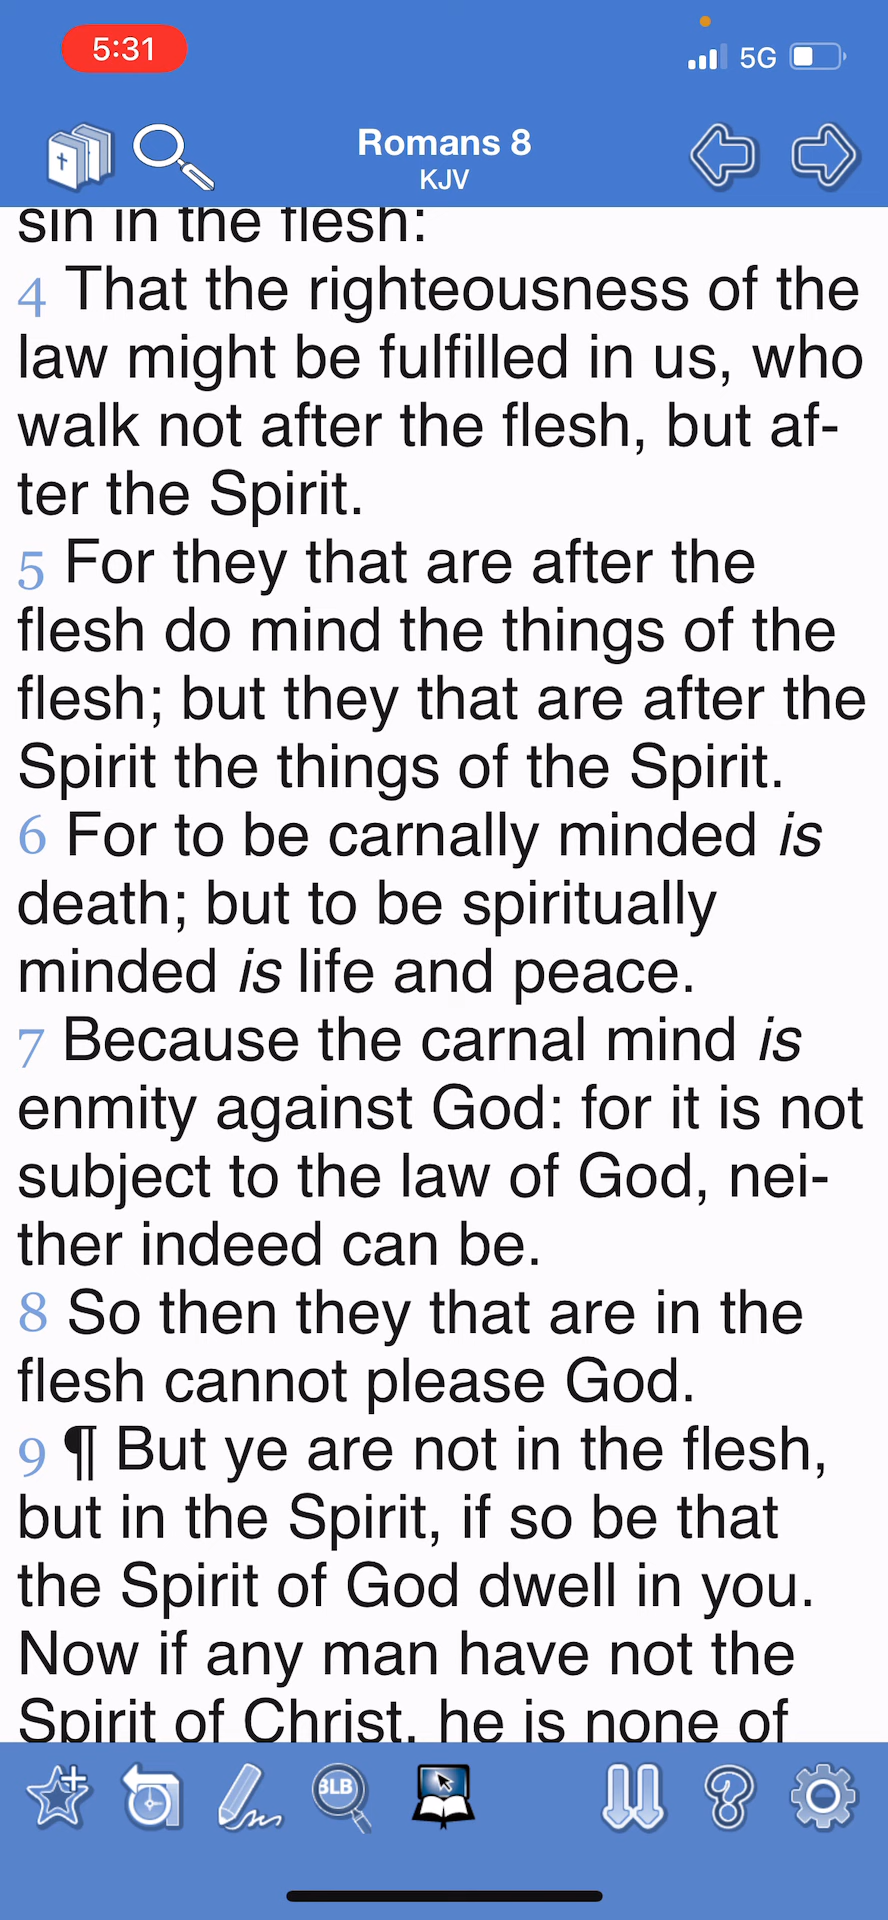 5:31
5G
Romans 8
KJV
sin in the flesh:
4 That the righteousness of the
law might be fulfilled in us, who
walk not after the flesh, but af-
ter the Spirit.
5 For they that are after the
flesh do mind the things of the
flesh; but they that are after the
Spirit the things of the Spirit.
6 For to be carnally minded is
death; but to be spiritually
minded is life and peace.
7 Because the carnal mind is
enmity against God: for it is not
subject to the law of God, nei-
ther indeed can be.
8 So then they that are in the
flesh cannot please God.
9 ¶ But ye are not in the flesh,
but in the Spirit, if so be that
the Spirit of God dwell in you.
Now if any man have not the
Spirit of Christ, he is none of
BLB